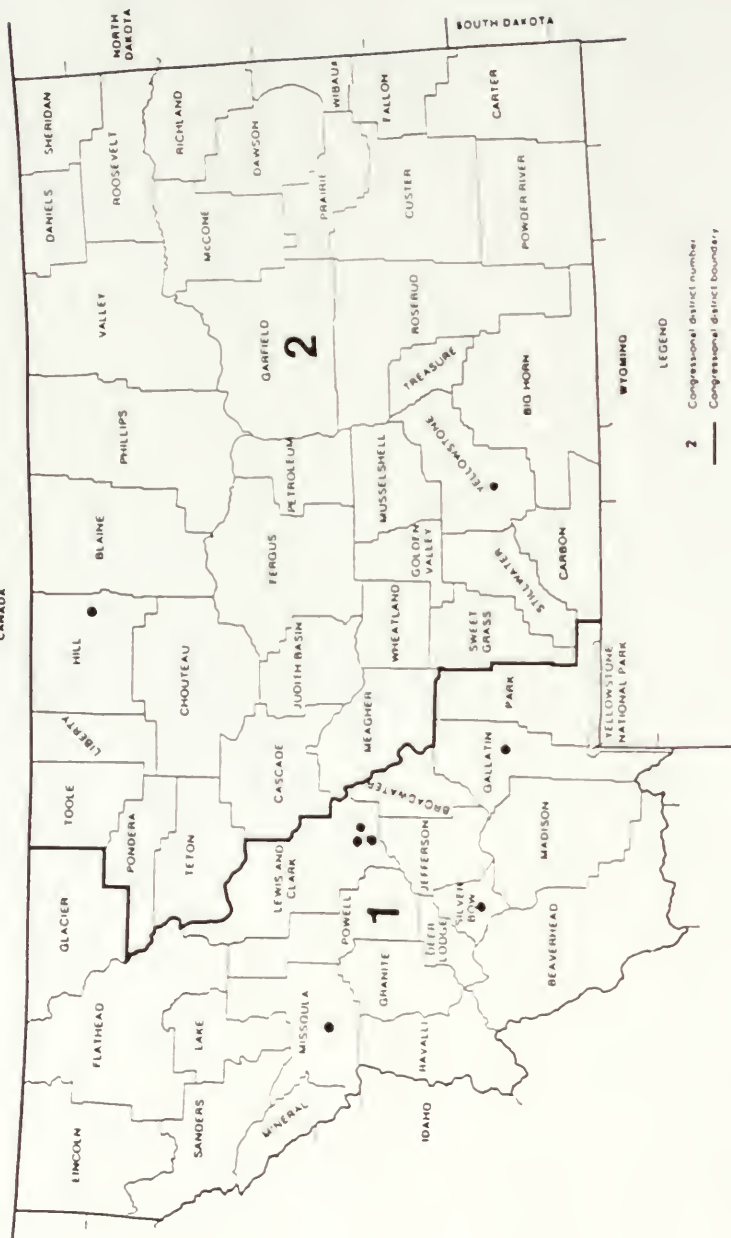 CANADA
NORTH
DAKOTA
SOUTH DAKOTA
WYOMING
IDAHO
YELLOWSTONE
NATIONAL PARK
LINCOLN
FLATHEAD
GLACIER
TOOLE
LIBERTY
HILL
BLAINE
PHILLIPS
VALLEY
DANIELS
SHERIDAN
ROOSEVELT
SANDERS
LAKE
PONDERA
TETON
CHOUTEAU
RICHLAND
McCONE
DAWSON
GARFIELD
2
MINERAL
MISSOULA
POWELL
1
LEWIS AND
CLARK
CASCADE
JUDITH BASIN
FERGUS
PETROLEUM
PRAIRIE
WIBAUX
FALLON
CUSTER
ROSEBUD
TREASURE
MUSSELSHELL
GOLDEN
VALLEY
WHEATLAND
MEAGHER
BROADWATER
JEFFERSON
GRANITE
DEER
LODGE
SILVER
BOW
RAVALLI
BEAVERHEAD
MADISON
GALLATIN
PARK
SWEET
GRASS
STILLWATER
YELLOWSTONE
CARBON
BIG HORN
POWDER RIVER
CARTER
LEGEND
2 Congressional district number
Congressional district boundary